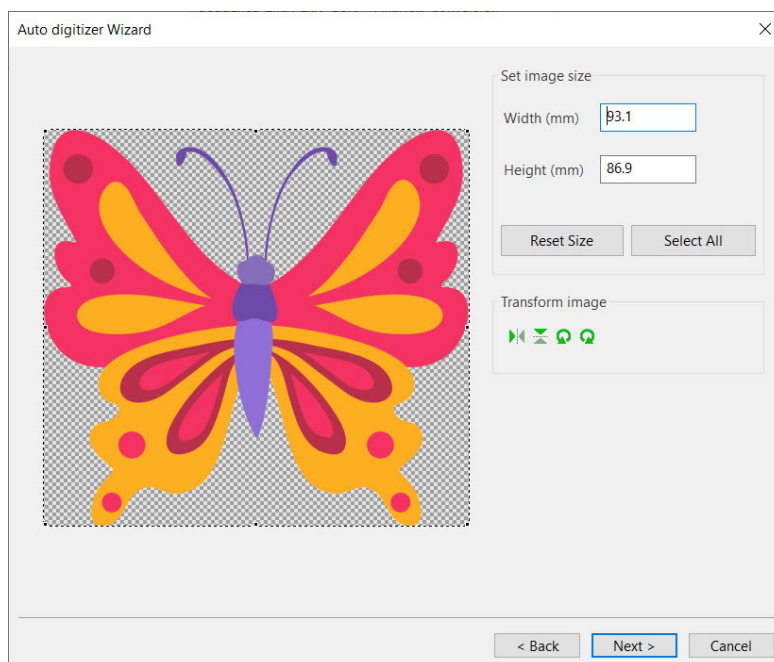 Auto digitizer Wizard
Set image size
Width (mm) 93.1
Height (mm) 86.9
Reset Size Select All
Transform image
< Back Next > Cancel